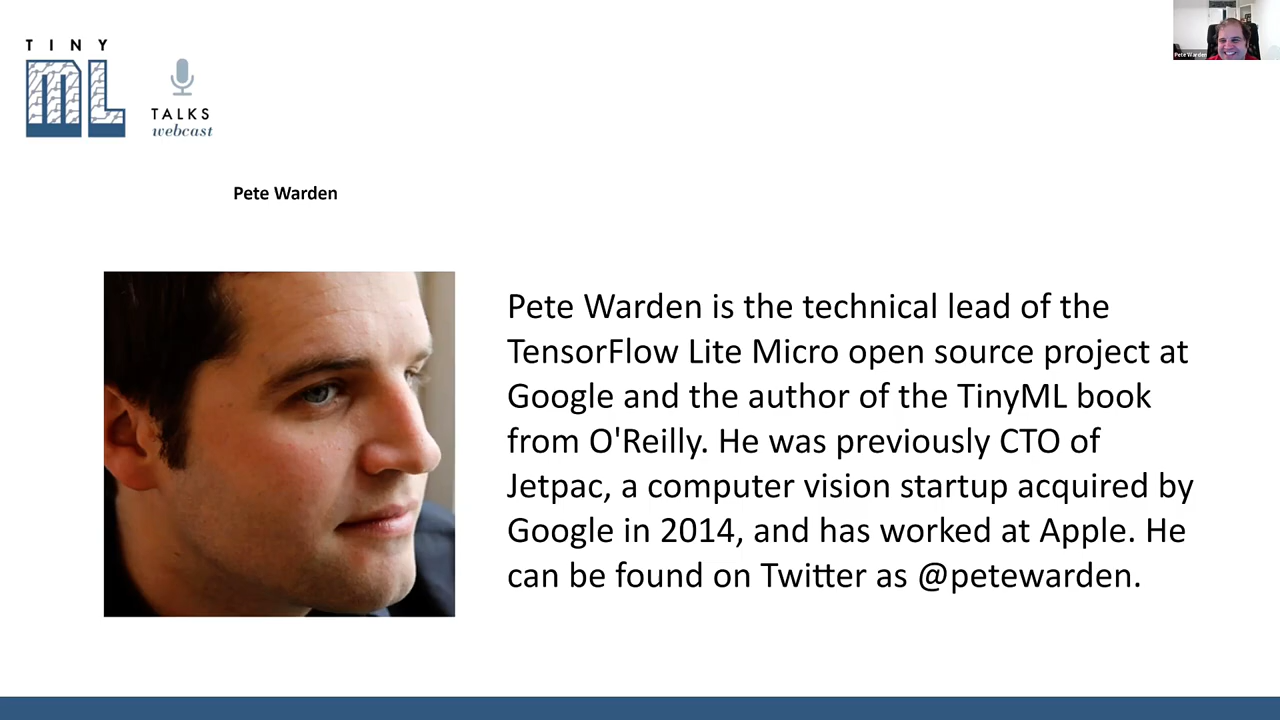 TINY
ML
TALKS
webcast
Pete Warden
Pete Warden
Pete Warden is the technical lead of the
TensorFlow Lite Micro open source project at
Google and the author of the TinyML book
from O'Reilly. He was previously CTO of
Jetpac, a computer vision startup acquired by
Google in 2014, and has worked at Apple. He
can be found on Twitter as @petewarden.